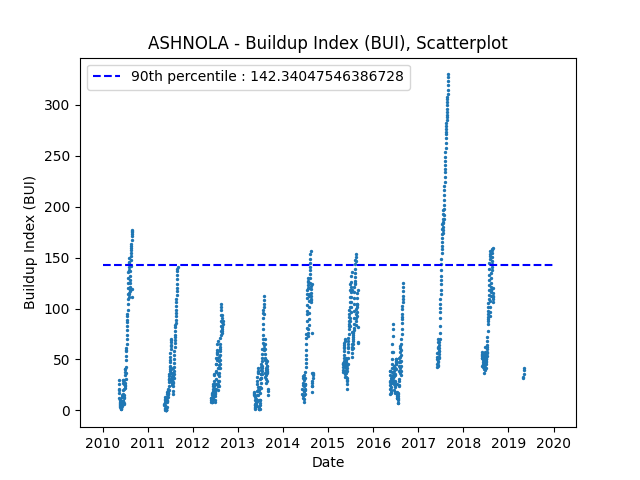 ASHNOLA - Buildup Index (BUI), Scatterplot
90th percentile : 142.34047546386728
300
250
200
150
100
50
0
Buildup Index (BUI)
2010 2011 2012 2013 2014 2015 2016 2017 2018 2019 2020
Date